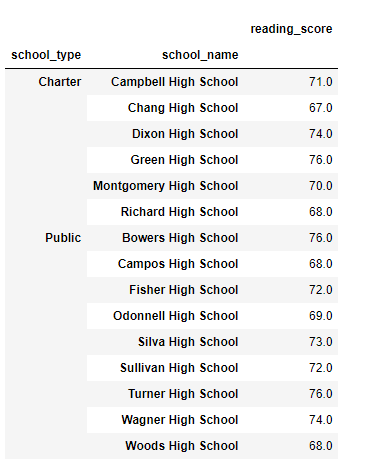 reading_score
school_type school_name
Charter Campbell High School 71.0
Chang High School 67.0
Dixon High School 74.0
Green High School 76.0
Montgomery High School 70.0
Richard High School 68.0
Public Bowers High School 76.0
Campos High School 68.0
Fisher High School 72.0
Odonnell High School 69.0
Silva High School 73.0
Sullivan High School 72.0
Turner High School 76.0
Wagner High School 74.0
Woods High School 68.0